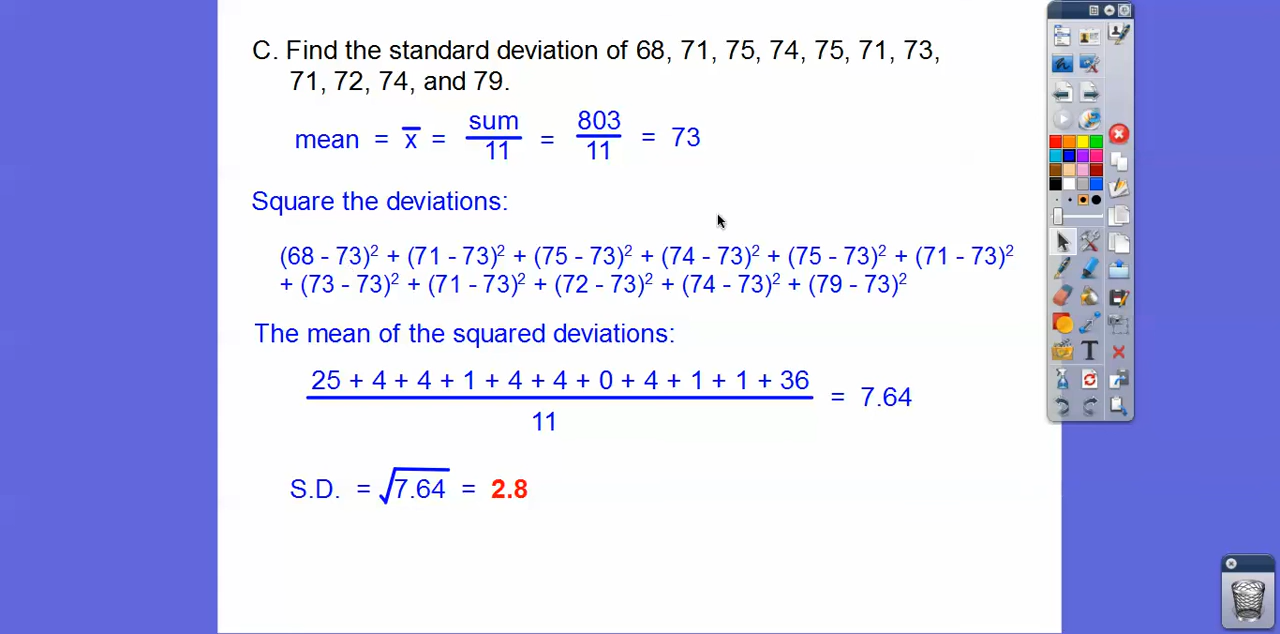 C. Find the standard deviation of 68, 71, 75, 74, 75, 71, 73,
71, 72, 74, and 79.
mean = x̅ = sum/11 = 803/11 = 73
Square the deviations:
(68 - 73)² + (71 - 73)² + (75 - 73)² + (74 - 73)² + (75 - 73)² + (71 - 73)²
+ (73 - 73)² + (71 - 73)² + (72 - 73)² + (74 - 73)² + (79 - 73)²
The mean of the squared deviations:
25 + 4 + 4 + 1 + 4 + 4 + 0 + 4 + 1 + 1 + 36
= 7.64
11
S.D. = √7.64 = 2.8
T